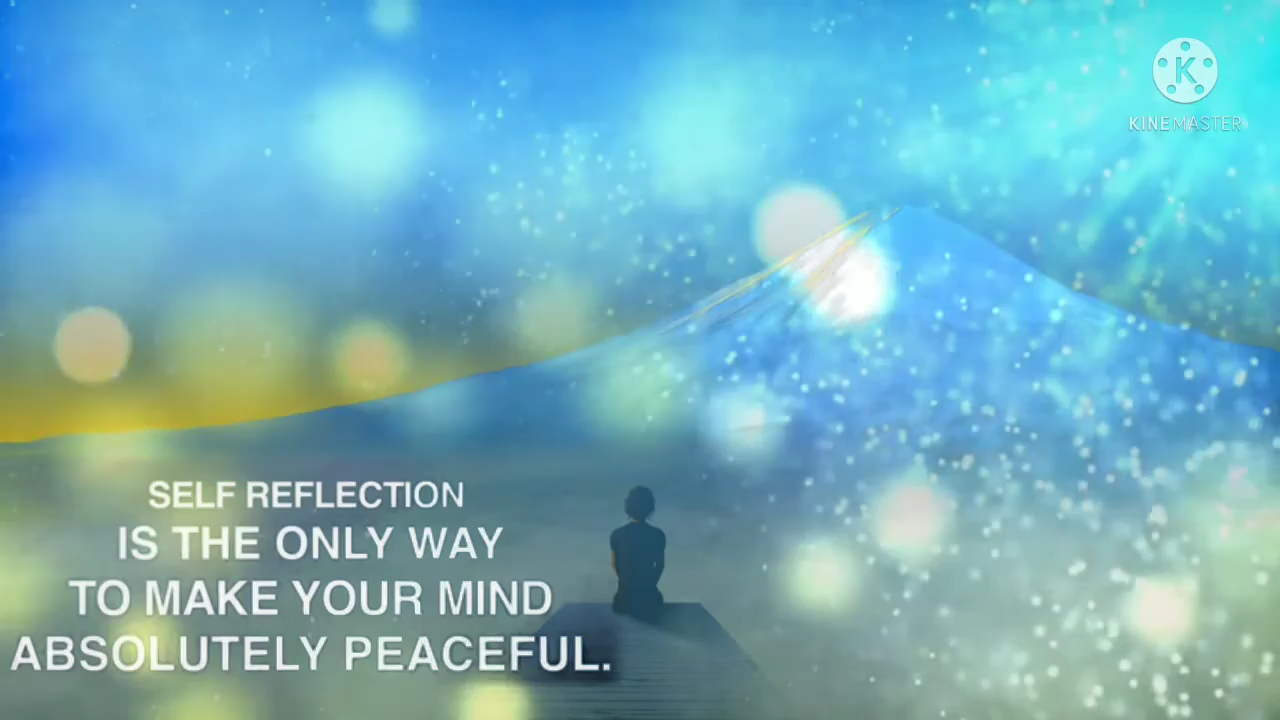 K
KINEMASTER
SELF REFLECTION
IS THE ONLY WAY
TO MAKE YOUR MIND
ABSOLUTELY PEACEFUL.